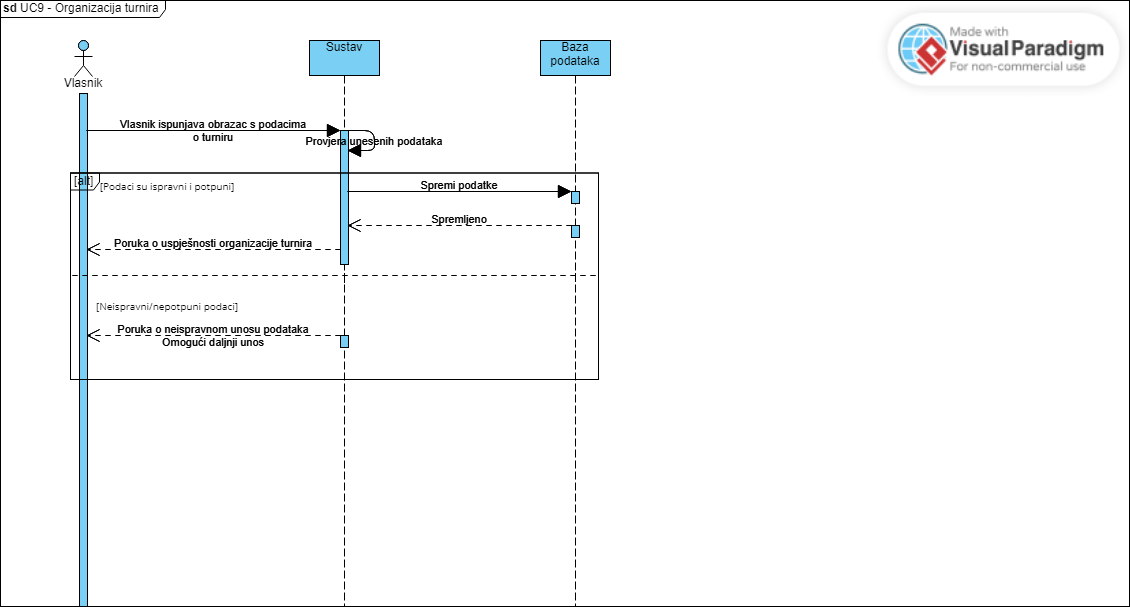 sd UC9 - Organizacija turnira
Made with
VisualParadigm
For non-commercial use
Vlasnik
Sustav
Baza
podataka
Vlasnik ispunjava obrazac s podacima
o turniru
Provjera unesenih podataka
[alt]
[Podaci su ispravni i potpuni]
Spremi podatke
Spremljeno
Poruka o uspješnosti organizacije turnira
[Neispravni/nepotpuni podaci]
Poruka o neispravnom unosu podataka
Omogući daljnji unos